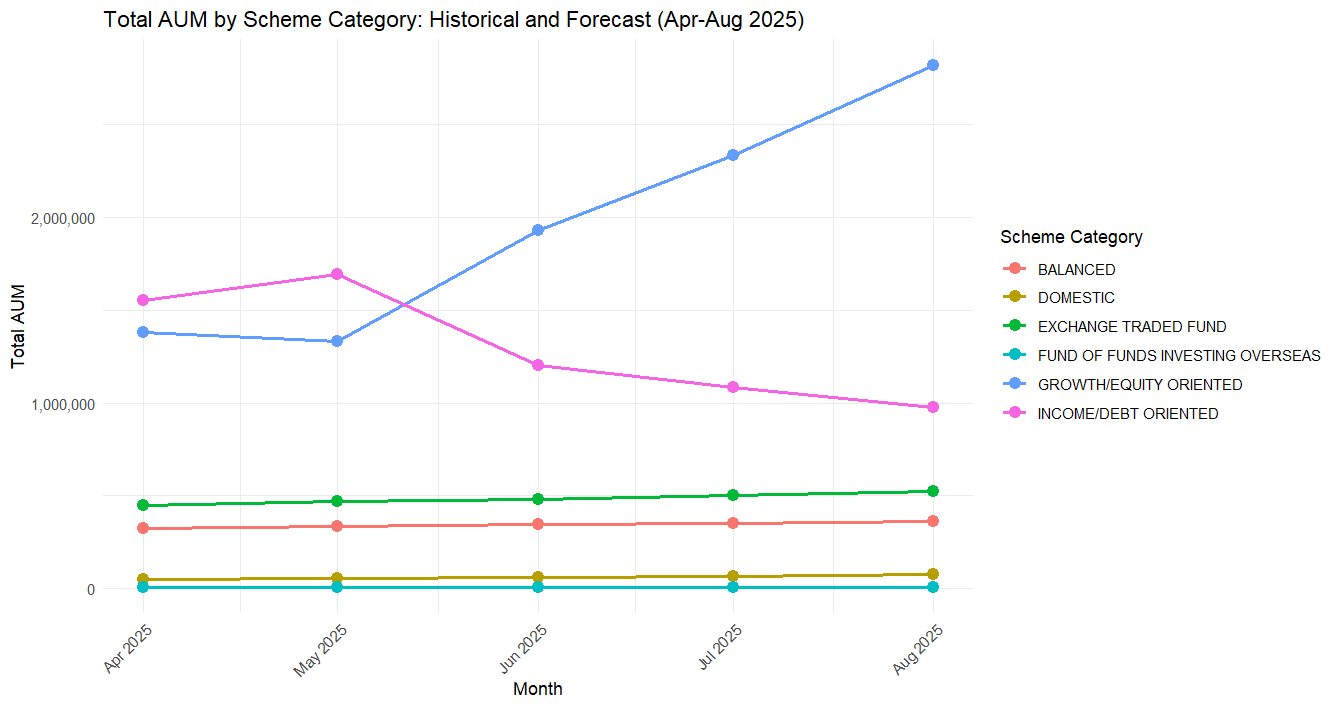 Total AUM by Scheme Category: Historical and Forecast (Apr-Aug 2025)
Total AUM
2,000,000
1,000,000
0
Apr 2025
May 2025
Jun 2025
Jul 2025
Aug 2025
Month
Scheme Category
BALANCED
DOMESTIC
EXCHANGE TRADED FUND
FUND OF FUNDS INVESTING OVERSEAS
GROWTH/EQUITY ORIENTED
INCOME/DEBT ORIENTED